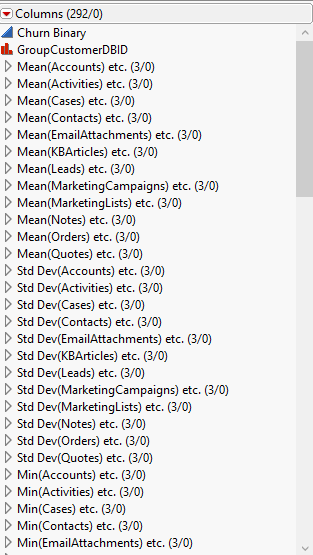 Columns (292/0)
Churn Binary
GroupCustomerDBID
Mean(Accounts) etc. (3/0)
Mean(Activities) etc. (3/0)
Mean(Cases) etc. (3/0)
Mean(Contacts) etc. (3/0)
Mean(EmailAttachments) etc. (3/0)
Mean(KBArticles) etc. (3/0)
Mean(Leads) etc. (3/0)
Mean(MarketingCampaigns) etc. (3/0)
Mean(MarketingLists) etc. (3/0)
Mean(Notes) etc. (3/0)
Mean(Orders) etc. (3/0)
Mean(Quotes) etc. (3/0)
Std Dev(Accounts) etc. (3/0)
Std Dev(Activities) etc. (3/0)
Std Dev(Cases) etc. (3/0)
Std Dev(Contacts) etc. (3/0)
Std Dev(EmailAttachments) etc. (3/0)
Std Dev(KBArticles) etc. (3/0)
Std Dev(Leads) etc. (3/0)
Std Dev(MarketingCampaigns) etc. (3/0)
Std Dev(MarketingLists) etc. (3/0)
Std Dev(Notes) etc. (3/0)
Std Dev(Orders) etc. (3/0)
Std Dev(Quotes) etc. (3/0)
Min(Accounts) etc. (3/0)
Min(Activities) etc. (3/0)
Min(Cases) etc. (3/0)
Min(Contacts) etc. (3/0)
Min(EmailAttachments) etc. (3/0)